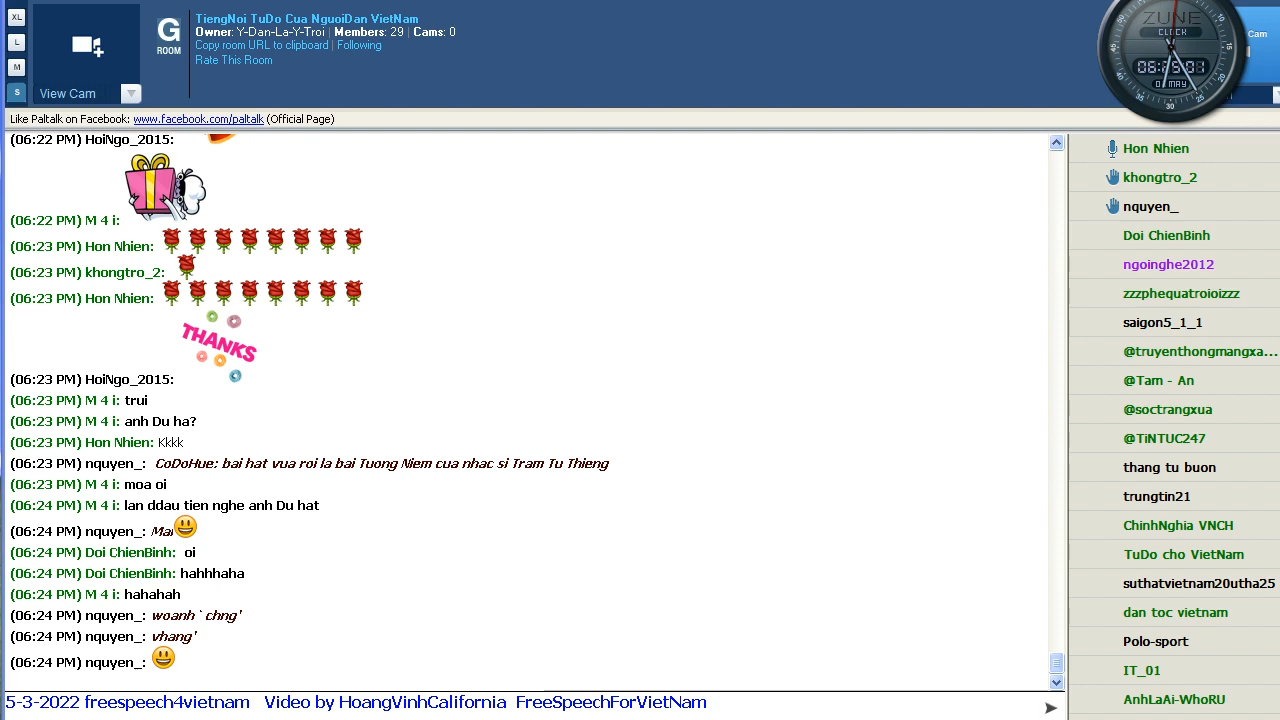 XL
L
M
S
View Cam
G
ROOM
TiengNoi TuDo Cua NguoiDan VietNam
Owner: Y-Dan-La-Y-Troi | Members: 29 | Cams: 0
Copy room URL to clipboard | Following
Rate This Room
ZUNE
CLOCK
Cam
Like Paltalk on Facebook: www.facebook.com/paltalk (Official Page)
(06:22 PM) HoiNgo_2015:
(06:22 PM) M 4 i:
(06:23 PM) Hon Nhien:
(06:23 PM) khongtro_2:
(06:23 PM) Hon Nhien:
THANKS
(06:23 PM) HoiNgo_2015:
(06:23 PM) M 4 i: trui
(06:23 PM) M 4 i: anh Du ha?
(06:23 PM) Hon Nhien: Kkkk
(06:23 PM) nquyen_: CoDoHue: bai hat vua roi la bai Tuong Niem cua nhac si Tram Tu Thieng
(06:23 PM) M 4 i: moa oi
(06:24 PM) M 4 i: lan ddau tien nghe anh Du hat
(06:24 PM) nquyen_:
(06:24 PM) Doi ChienBinh: oi
(06:24 PM) Doi ChienBinh: hahhhaha
(06:24 PM) M 4 i: hahahah
(06:24 PM) nquyen_: woanh` chng'
(06:24 PM) nquyen_: vhang'
(06:24 PM) nquyen_:
Hon Nhien
khongtro_2
nquyen_
Doi ChienBinh
ngoinghe2012
zzzphequatroioizzz
saigon5_1_1
@truyenthongmangxa...
@Tam - An
@soctrangxua
@TiNTUC247
thang tu buon
trungtin21
ChinhNghia VNCH
TuDo cho VietNam
suthatvietnam20utha25
dan toc vietnam
Polo-sport
IT_01
AnhLaAi-WhoRU
5-3-2022 freespeech4vietnam Video by HoangVinhCalifornia FreeSpeechForVietNam